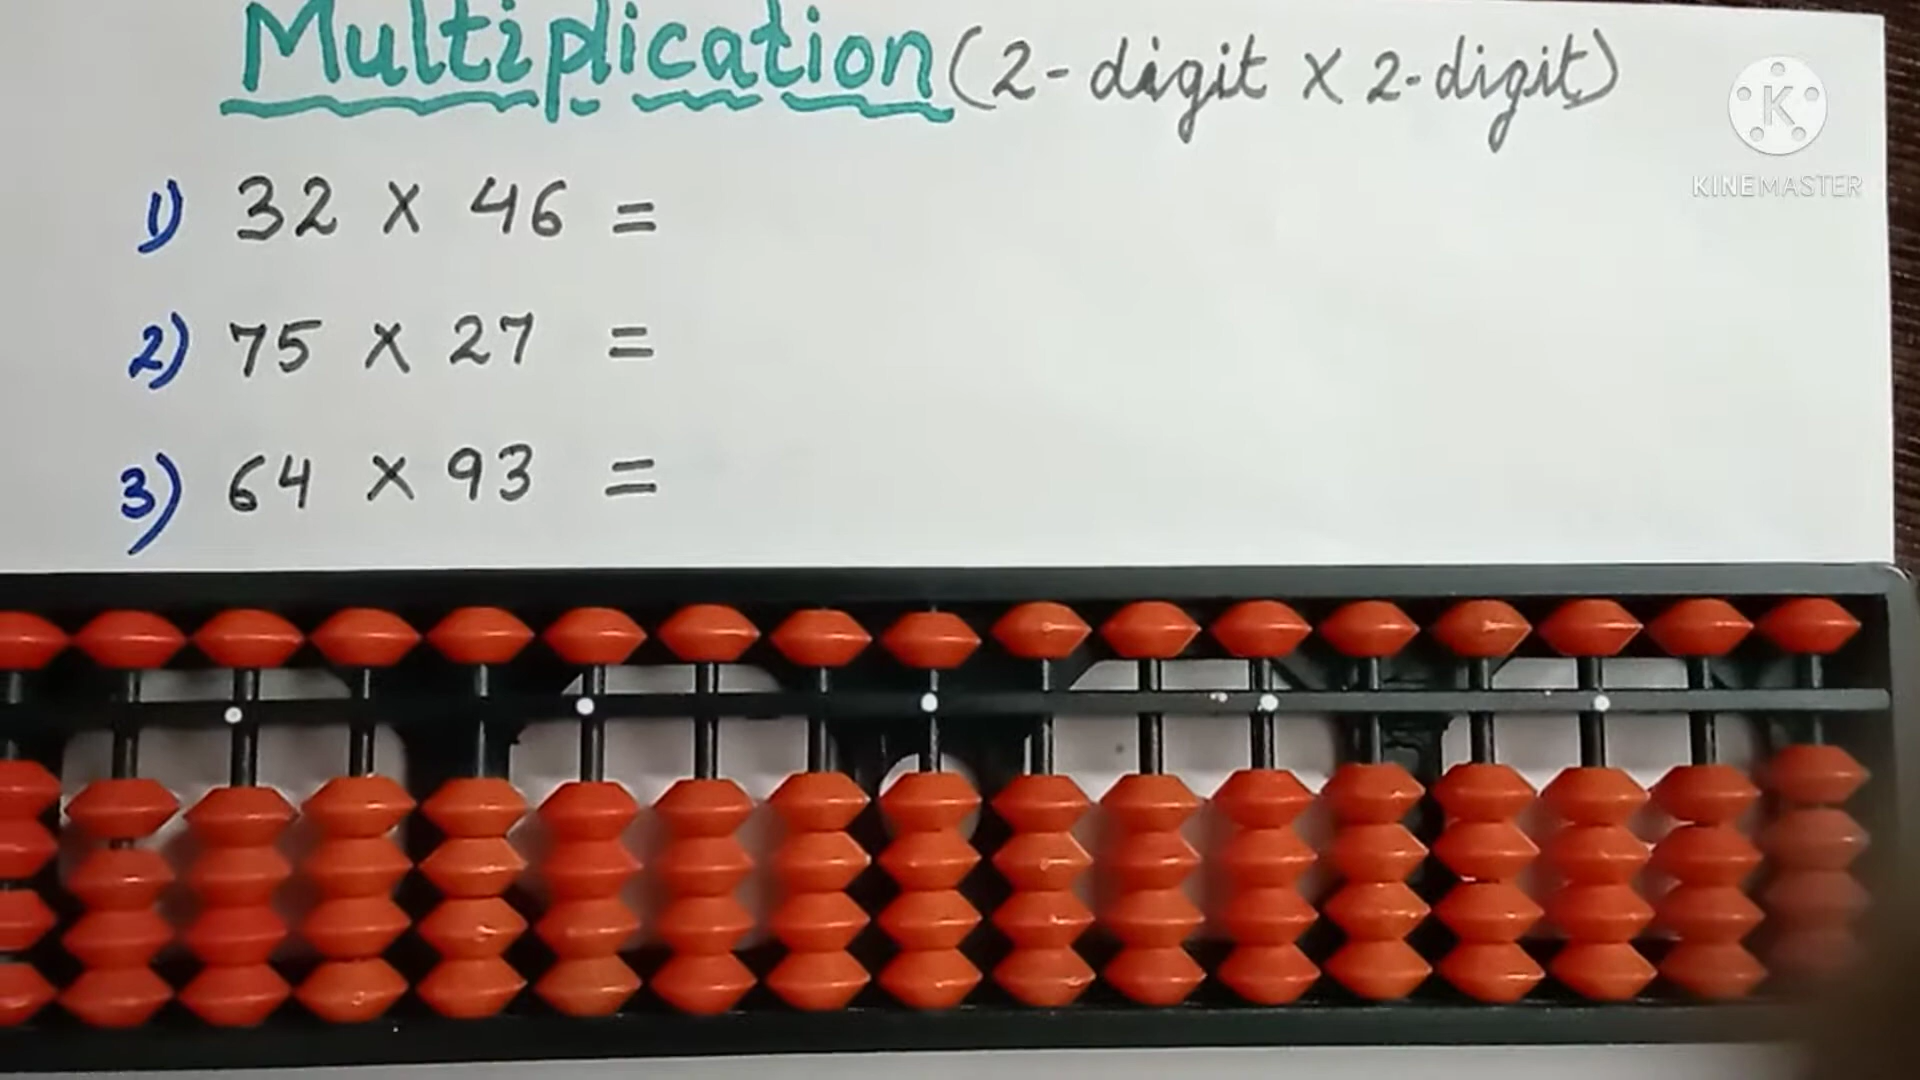 Multiplication (2-digit X 2-digit)
K
KINEMASTER
1) 32 X 46 =
2) 75 X 27 =
3) 64 X 93 =